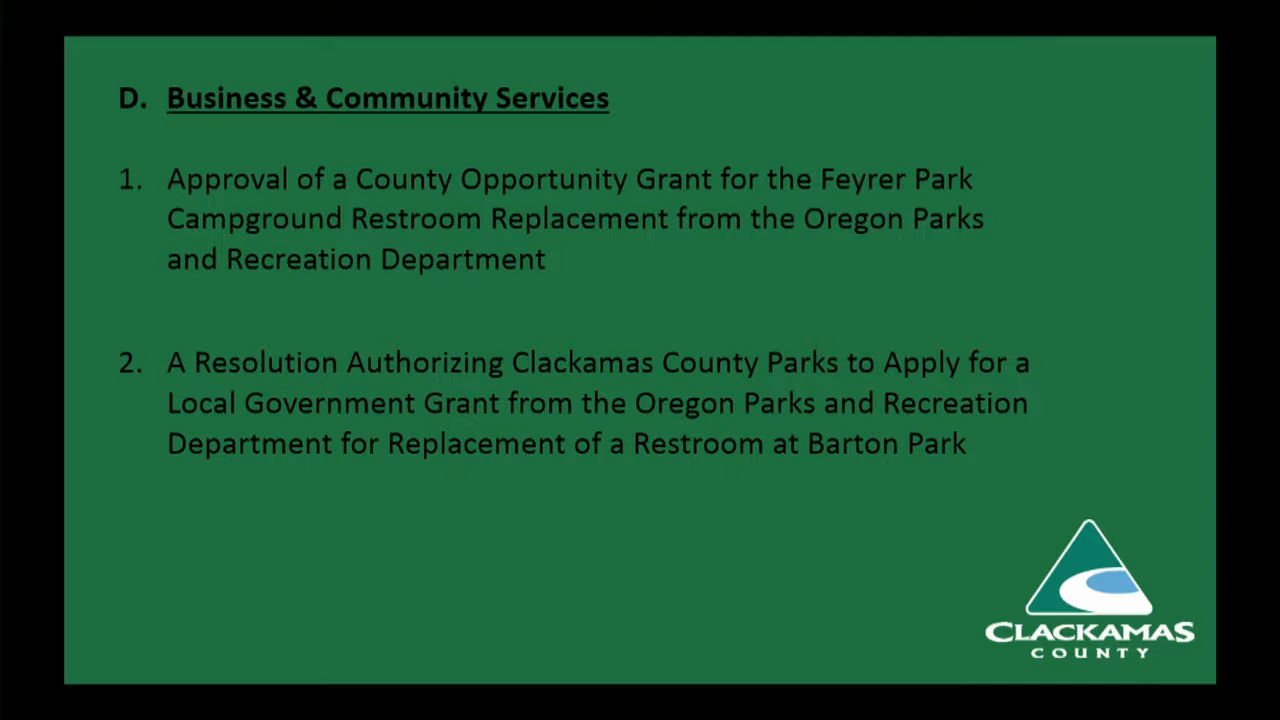 D. Business & Community Services
1. Approval of a County Opportunity Grant for the Feyrer Park
Campground Restroom Replacement from the Oregon Parks
and Recreation Department
2. A Resolution Authorizing Clackamas County Parks to Apply for a
Local Government Grant from the Oregon Parks and Recreation
Department for Replacement of a Restroom at Barton Park
CLACKAMAS
COUNTY